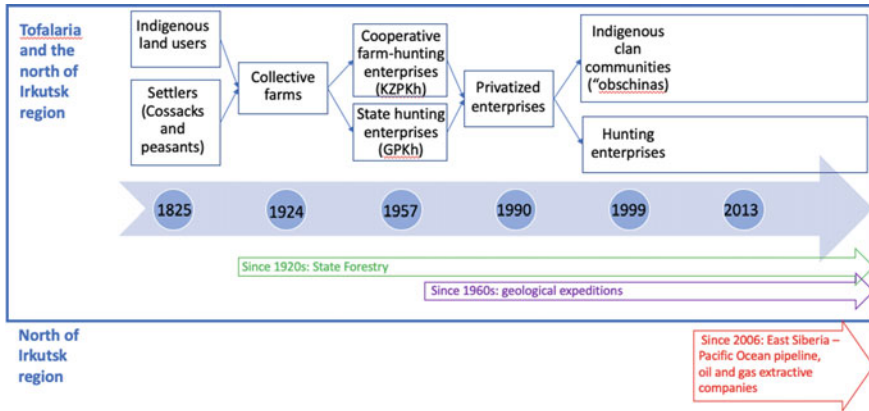 Tofalaria
and the
north of
Irkutsk
region
Indigenous
land users
Settlers
(Cossacks
and
peasants)
Collective
farms
Cooperative
farm-hunting
enterprises
(KZPKh)
State hunting
enterprises
(GPKh)
Privatized
enterprises
Indigenous
clan
communities
(“obschinas)
Hunting
enterprises
1825
1924
1957
1990
1999
2013
Since 1920s: State Forestry
Since 1960s: geological expeditions
North of
Irkutsk
region
Since 2006: East Siberia –
Pacific Ocean pipeline,
oil and gas extractive
companies